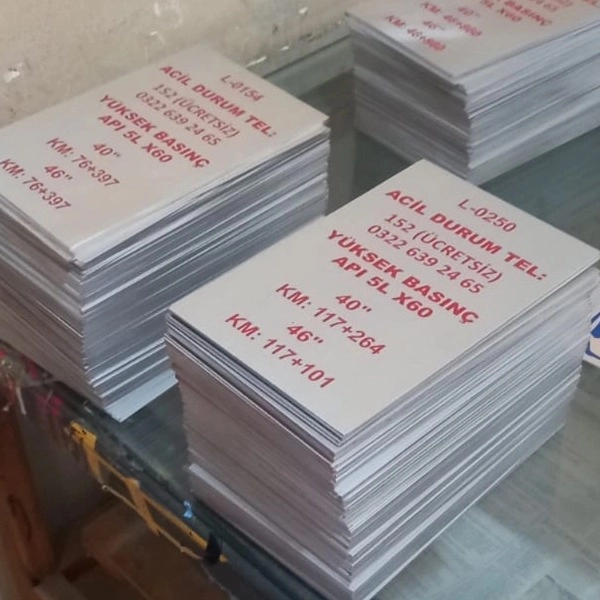 L-0154
ACİL DURUM TEL:
152 (ÜCRETSİZ)
0322 639 24 65
YÜKSEK BASINÇ
API 5L X60
40"
KM: 76+397
46"
KM: 76+397
40"
46"
L-0250
ACİL DURUM TEL:
152 (ÜCRETSİZ)
0322 639 24 65
YÜKSEK BASINÇ
API 5L X60
40"
KM: 117+264
46"
KM: 117+101